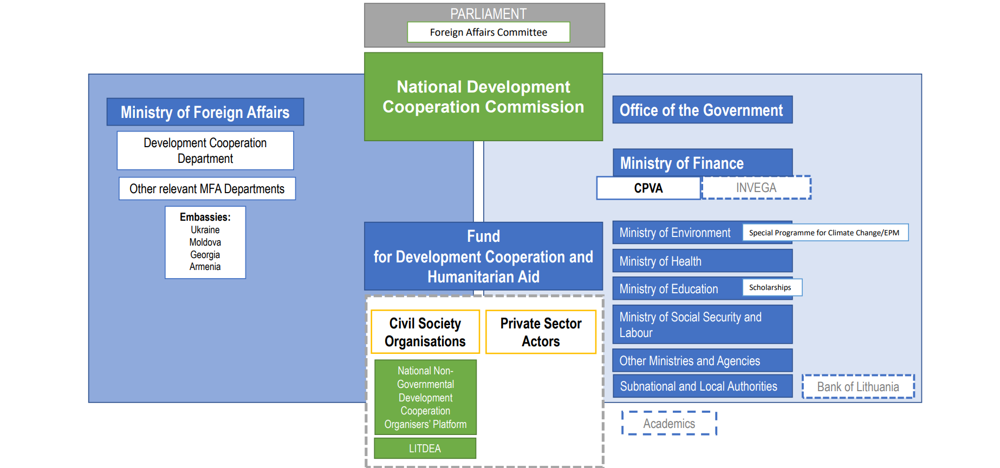 PARLIAMENT
Foreign Affairs Committee
National Development
Cooperation Commission
Ministry of Foreign Affairs
Development Cooperation
Department
Other relevant MFA Departments
Embassies:
Ukraine
Moldova
Georgia
Armenia
Office of the Government
Ministry of Finance
CPVA
INVEGA
Fund
for Development Cooperation and
Humanitarian Aid
Ministry of Environment
Special Programme for Climate Change/EPM
Ministry of Health
Ministry of Education
Scholarships
Ministry of Social Security and
Labour
Other Ministries and Agencies
Subnational and Local Authorities
Bank of Lithuania
Academics
Civil Society
Organisations
Private Sector
Actors
National Non-
Governmental
Development
Cooperation
Organisers’ Platform
LITDEA